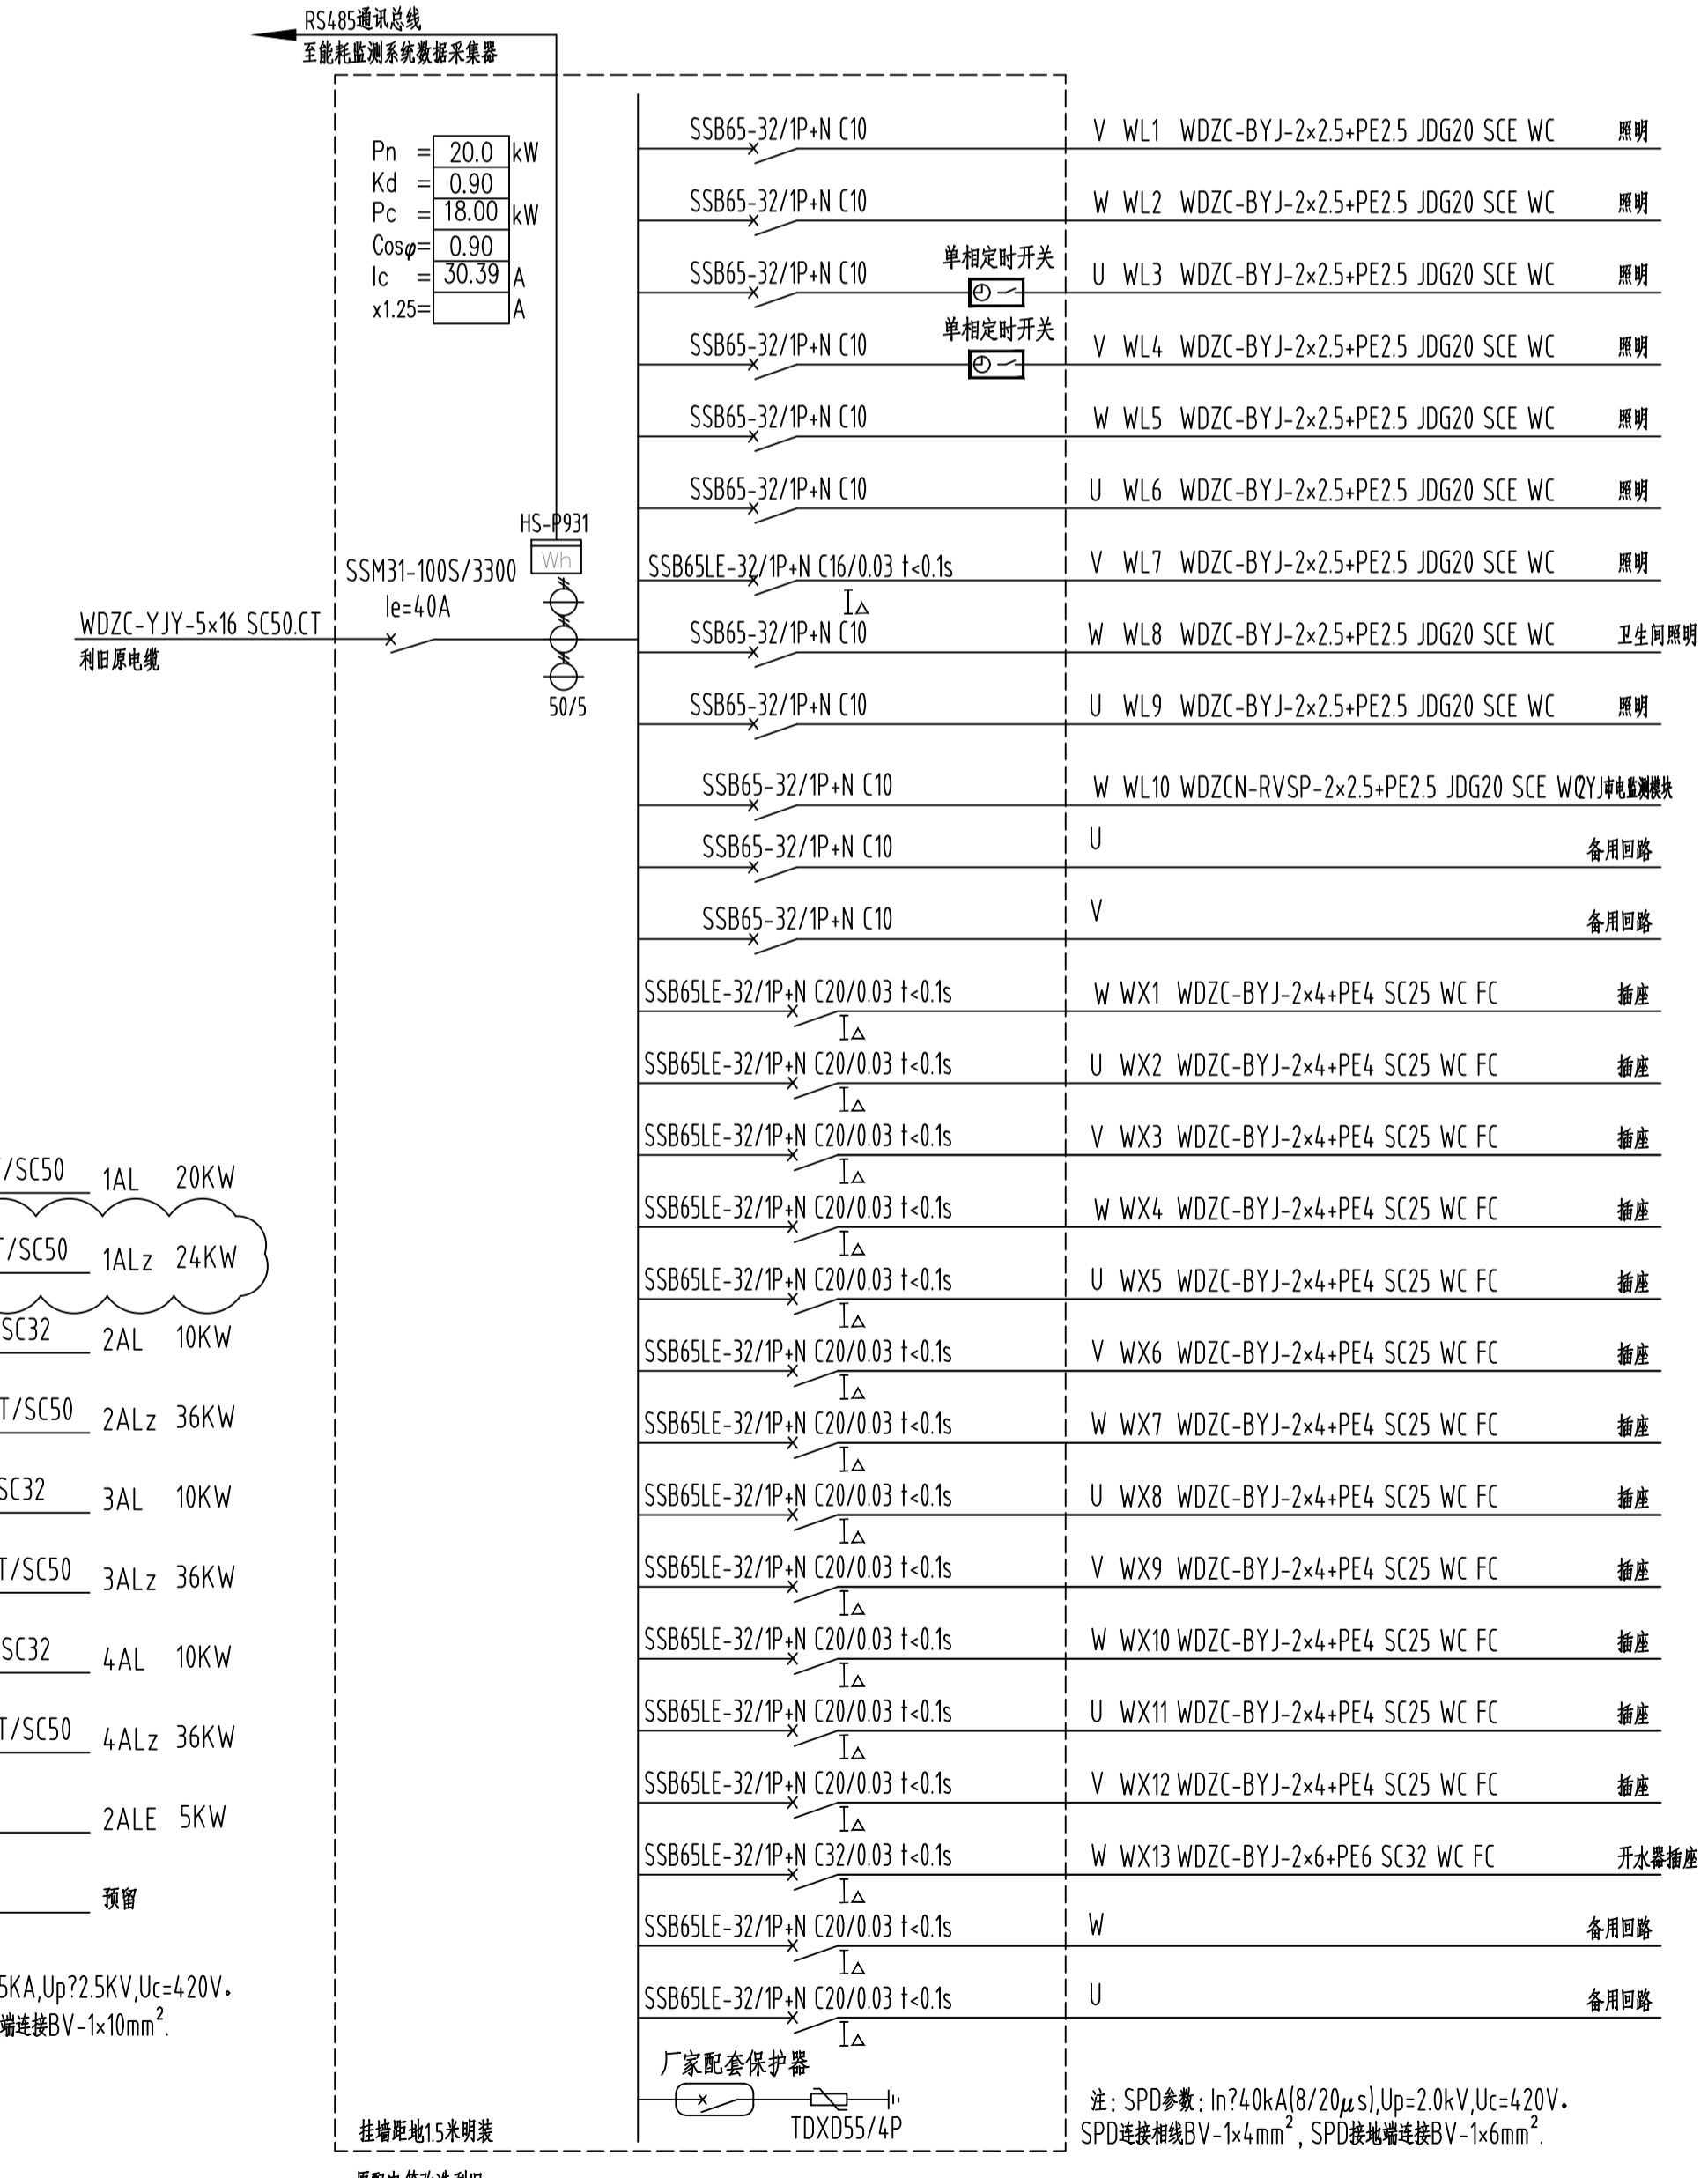 RS485通讯总线
至能耗监测系统数据采集器
Pn = 20.0 kW
Kd = 0.90
Pc = 18.00 kW
Cosφ= 0.90
Ic = 30.39 A
x1.25= A
HS-P931
Wh
SSM31-100S/3300
Ie=40A
WDZC-YJY-5×16 SC50.CT
利旧原电缆
50/5
SSB65-32/1P+N C10 V WL1 WDZC-BYJ-2×2.5+PE2.5 JDG20 SCE WC 照明
SSB65-32/1P+N C10 W WL2 WDZC-BYJ-2×2.5+PE2.5 JDG20 SCE WC 照明
单相定时开关
SSB65-32/1P+N C10 U WL3 WDZC-BYJ-2×2.5+PE2.5 JDG20 SCE WC 照明
单相定时开关
SSB65-32/1P+N C10 V WL4 WDZC-BYJ-2×2.5+PE2.5 JDG20 SCE WC 照明
SSB65-32/1P+N C10 W WL5 WDZC-BYJ-2×2.5+PE2.5 JDG20 SCE WC 照明
SSB65-32/1P+N C10 U WL6 WDZC-BYJ-2×2.5+PE2.5 JDG20 SCE WC 照明
SSB65LE-32/1P+N C16/0.03 t<0.1s V WL7 WDZC-BYJ-2×2.5+PE2.5 JDG20 SCE WC 照明
I△
SSB65-32/1P+N C10 W WL8 WDZC-BYJ-2×2.5+PE2.5 JDG20 SCE WC 卫生间照明
SSB65-32/1P+N C10 U WL9 WDZC-BYJ-2×2.5+PE2.5 JDG20 SCE WC 照明
SSB65-32/1P+N C10 W WL10 WDZCN-RVSP-2×2.5+PE2.5 JDG20 SCE WC 2YJ市电监测模块
SSB65-32/1P+N C10 U 备用回路
SSB65-32/1P+N C10 V 备用回路
SSB65LE-32/1P+N C20/0.03 t<0.1s W WX1 WDZC-BYJ-2×4+PE4 SC25 WC FC 插座
I△
SSB65LE-32/1P+N C20/0.03 t<0.1s U WX2 WDZC-BYJ-2×4+PE4 SC25 WC FC 插座
I△
SSB65LE-32/1P+N C20/0.03 t<0.1s V WX3 WDZC-BYJ-2×4+PE4 SC25 WC FC 插座
I△
SSB65LE-32/1P+N C20/0.03 t<0.1s W WX4 WDZC-BYJ-2×4+PE4 SC25 WC FC 插座
I△
SSB65LE-32/1P+N C20/0.03 t<0.1s U WX5 WDZC-BYJ-2×4+PE4 SC25 WC FC 插座
I△
SSB65LE-32/1P+N C20/0.03 t<0.1s V WX6 WDZC-BYJ-2×4+PE4 SC25 WC FC 插座
I△
SSB65LE-32/1P+N C20/0.03 t<0.1s W WX7 WDZC-BYJ-2×4+PE4 SC25 WC FC 插座
I△
SSB65LE-32/1P+N C20/0.03 t<0.1s U WX8 WDZC-BYJ-2×4+PE4 SC25 WC FC 插座
I△
SSB65LE-32/1P+N C20/0.03 t<0.1s V WX9 WDZC-BYJ-2×4+PE4 SC25 WC FC 插座
I△
SSB65LE-32/1P+N C20/0.03 t<0.1s W WX10 WDZC-BYJ-2×4+PE4 SC25 WC FC 插座
I△
SSB65LE-32/1P+N C20/0.03 t<0.1s U WX11 WDZC-BYJ-2×4+PE4 SC25 WC FC 插座
I△
SSB65LE-32/1P+N C20/0.03 t<0.1s V WX12 WDZC-BYJ-2×4+PE4 SC25 WC FC 插座
I△
SSB65LE-32/1P+N C32/0.03 t<0.1s W WX13 WDZC-BYJ-2×6+PE6 SC32 WC FC 开水器插座
I△
SSB65LE-32/1P+N C20/0.03 t<0.1s W 备用回路
I△
SSB65LE-32/1P+N C20/0.03 t<0.1s U 备用回路
I△
厂家配套保护器
TDXD55/4P
挂墙距地1.5米明装
注: SPD参数: In?40kA(8/20μs),Up=2.0kV,Uc=420V。
SPD连接相线BV-1×4mm², SPD接地端连接BV-1×6mm².
/SC50 1AL 20KW
T/SC50 1ALz 24KW
SC32 2AL 10KW
T/SC50 2ALz 36KW
SC32 3AL 10KW
T/SC50 3ALz 36KW
SC32 4AL 10KW
T/SC50 4ALz 36KW
2ALE 5KW
预留
5KA,Up?2.5KV,Uc=420V。
端连接BV-1×10mm².